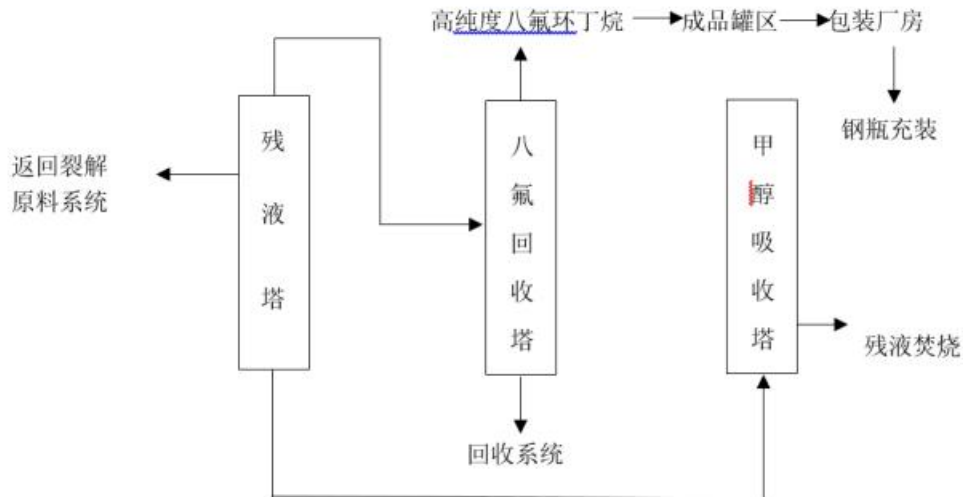 高纯度八氟环丁烷
成品罐区
包装厂房
钢瓶充装
返回裂解
原料系统
残液塔
八氟回收塔
甲醇吸收塔
残液焚烧
回收系统